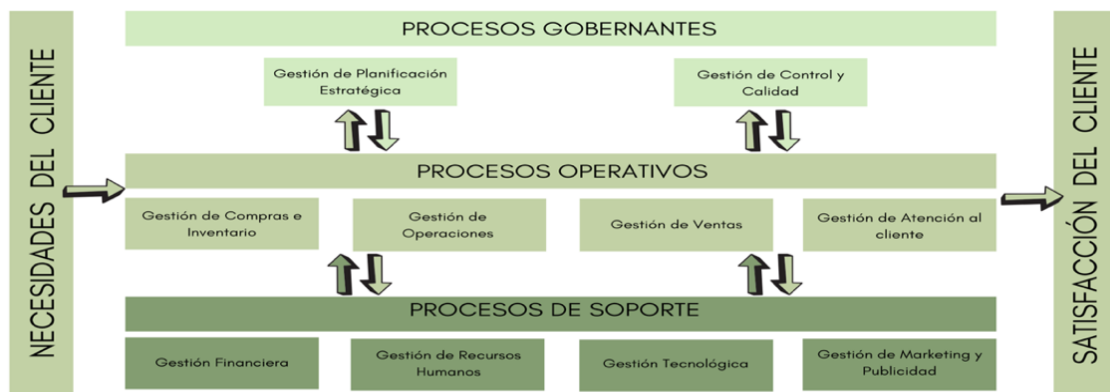 NECESIDADES DEL CLIENTE
PROCESOS GOBERNANTES
Gestión de Planificación
Estratégica
Gestión de Control y
Calidad
PROCESOS OPERATIVOS
Gestión de Compras e
Inventario
Gestión de
Operaciones
Gestión de Ventas
Gestión de Atención al
cliente
PROCESOS DE SOPORTE
Gestión Financiera
Gestión de Recursos
Humanos
Gestión Tecnológica
Gestión de Marketing y
Publicidad
SATISFACCIÓN DEL CLIENTE